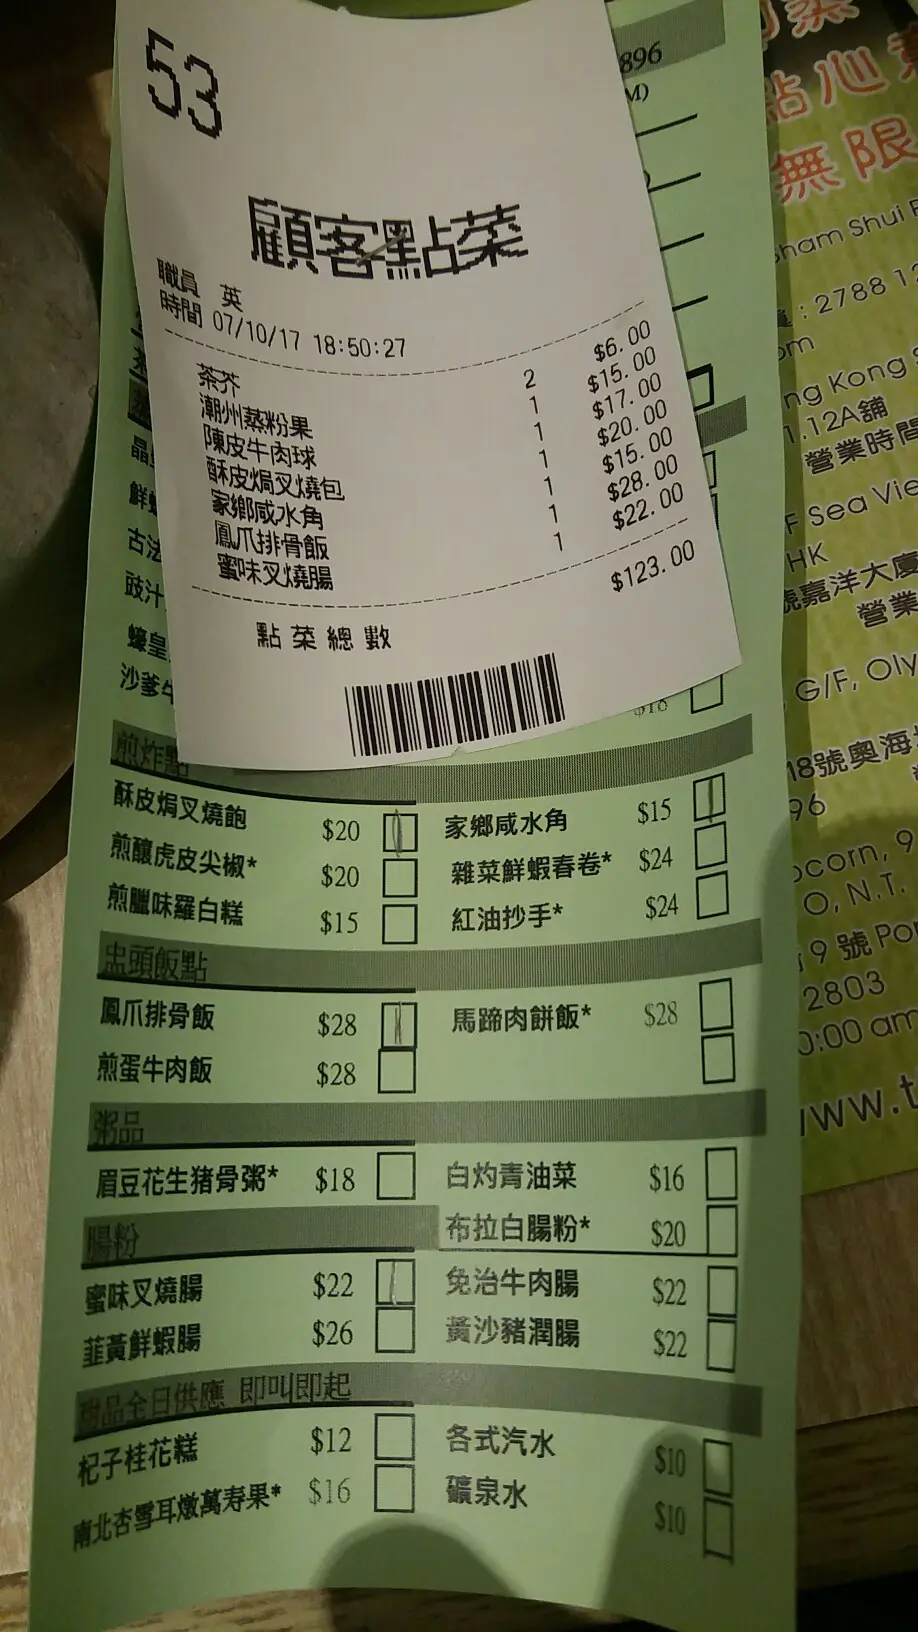 53
顧客點菜
職員 英
時間 07/10/17 18:50:27
茶芥 2 $6.00
潮州蒸粉果 1 $15.00
陳皮牛肉球 1 $17.00
酥皮焗叉燒包 1 $20.00
家鄉咸水角 1 $15.00
鳳爪排骨飯 1 $28.00
蜜味叉燒腸 1 $22.00
$123.00
點菜總數
896
M)
鮮
古法
豉汁
蠔皇
沙爹牛
$18
煎炸點
酥皮焗叉燒飽 $20 家鄉咸水角 $15
煎釀虎皮尖椒* $20 雜菜鮮蝦春卷* $24
煎臘味羅白糕 $15 紅油抄手* $24
盅頭飯點
鳳爪排骨飯 $28 馬蹄肉餅飯* $28
煎蛋牛肉飯 $28
粥品
眉豆花生猪骨粥* $18 白灼青油菜 $16
腸粉 布拉白腸粉* $20
蜜味叉燒腸 $22 免治牛肉腸 $22
韮黃鮮蝦腸 $26 黃沙豬潤腸 $22
甜品全日供應 即叫即起
杞子桂花糕 $12 各式汽水 $10
南北杏雪耳燉萬寿果* $16 礦泉水 $10
點心
無限
ham Shui
: 2788 12
om
ng Kong
1.12A舖
營業時間
F Sea Vie
HK
號嘉洋大廈
營業
, G/F, Oly
18號奧海
96
ocorn, 9
O, N.T.
9 號 Po
2803
0:00 am
www.t